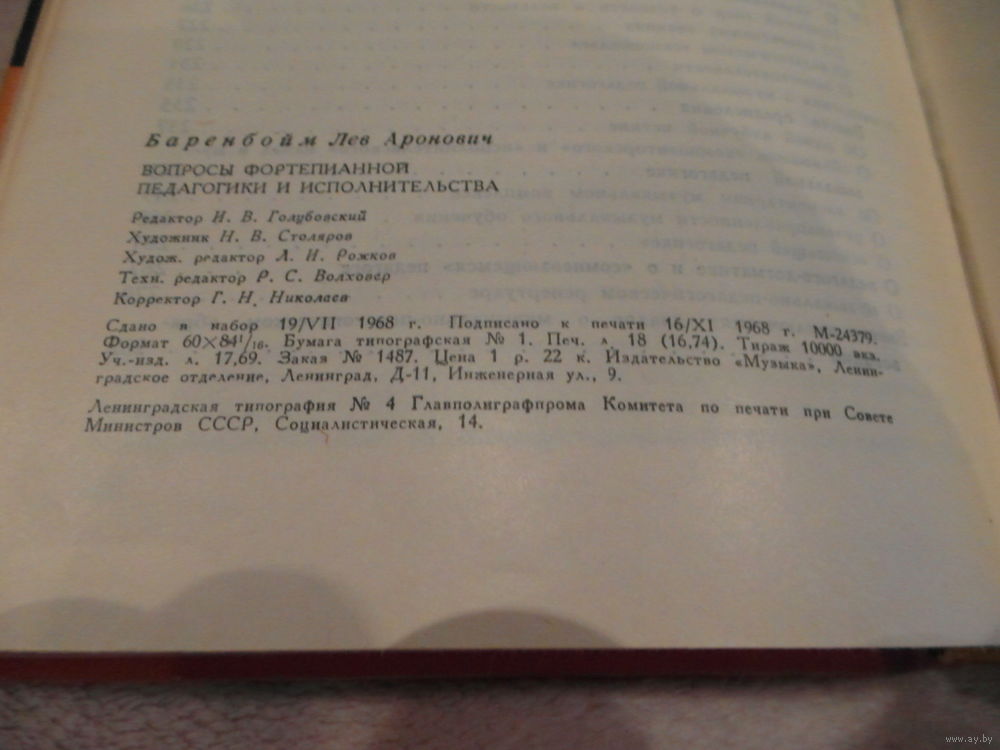 Баренбойм Лев Аронович
ВОПРОСЫ ФОРТЕПИАННОЙ
ПЕДАГОГИКИ И ИСПОЛНИТЕЛЬСТВА
Редактор И. В. Голубовский
Художник Н. В. Столяров
Худож. редактор Л. И. Рожков
Техн. редактор Р. С. Волховер
Корректор Г. Н. Николаев
Сдано в набор 19/VII 1968 г. Подписано к печати 16/XI 1968 г. М-24379.
Формат 60×84¹/₁₆. Бумага типографская № 1. Печ. л 18 (16,74). Тираж 10000 экз.
Уч.-изд. л. 17,69. Заказ № 1487. Цена 1 р. 22 к. Издательство «Музыка», Ленин-
градское отделение, Ленинград, Д-11, Инженерная ул., 9.
Ленинградская типография № 4 Главполиграфпрома Комитета по печати при Совете
Министров СССР, Социалистическая, 14.
www.ay.by